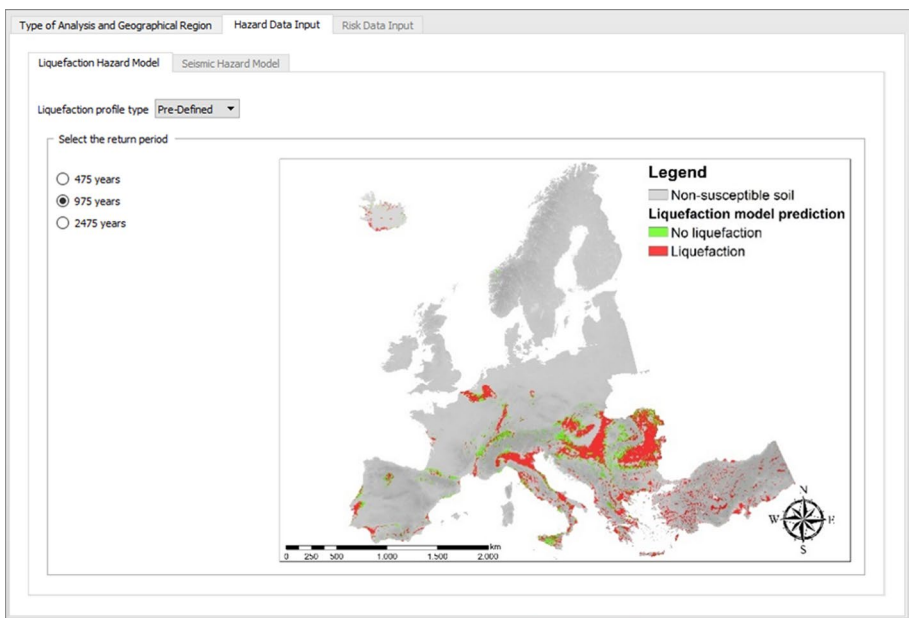 Type of Analysis and Geographical Region Hazard Data Input Risk Data Input
Liquefaction Hazard Model Seismic Hazard Model
Liquefaction profile type Pre-Defined
Select the return period
475 years
975 years
2475 years
Legend
Non-susceptible soil
Liquefaction model prediction
No liquefaction
Liquefaction
N
W E
S
km
0 250 500 1.000 1.500 2.000